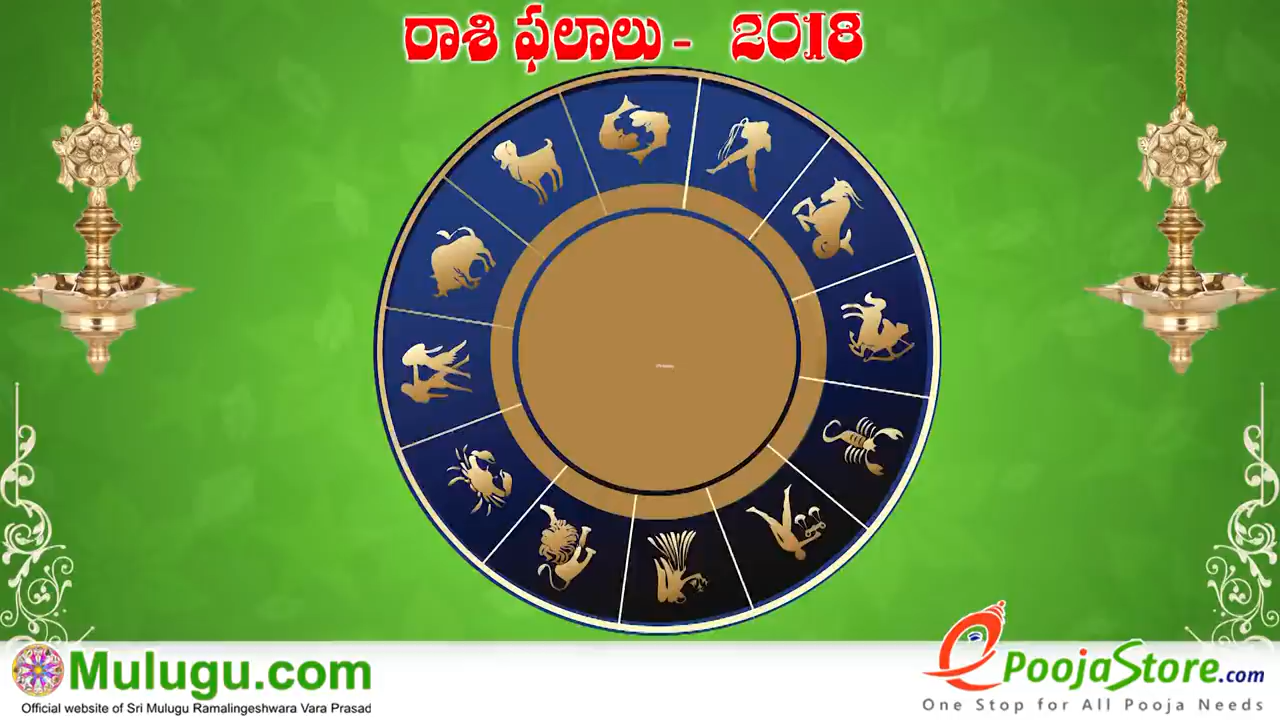 రాశి ఫలాలు - 2018
Mulugu.com
Official website of Sri Mulugu Ramalingeshwara Vara Prasad
ePoojaStore.com
One Stop for All Pooja Needs